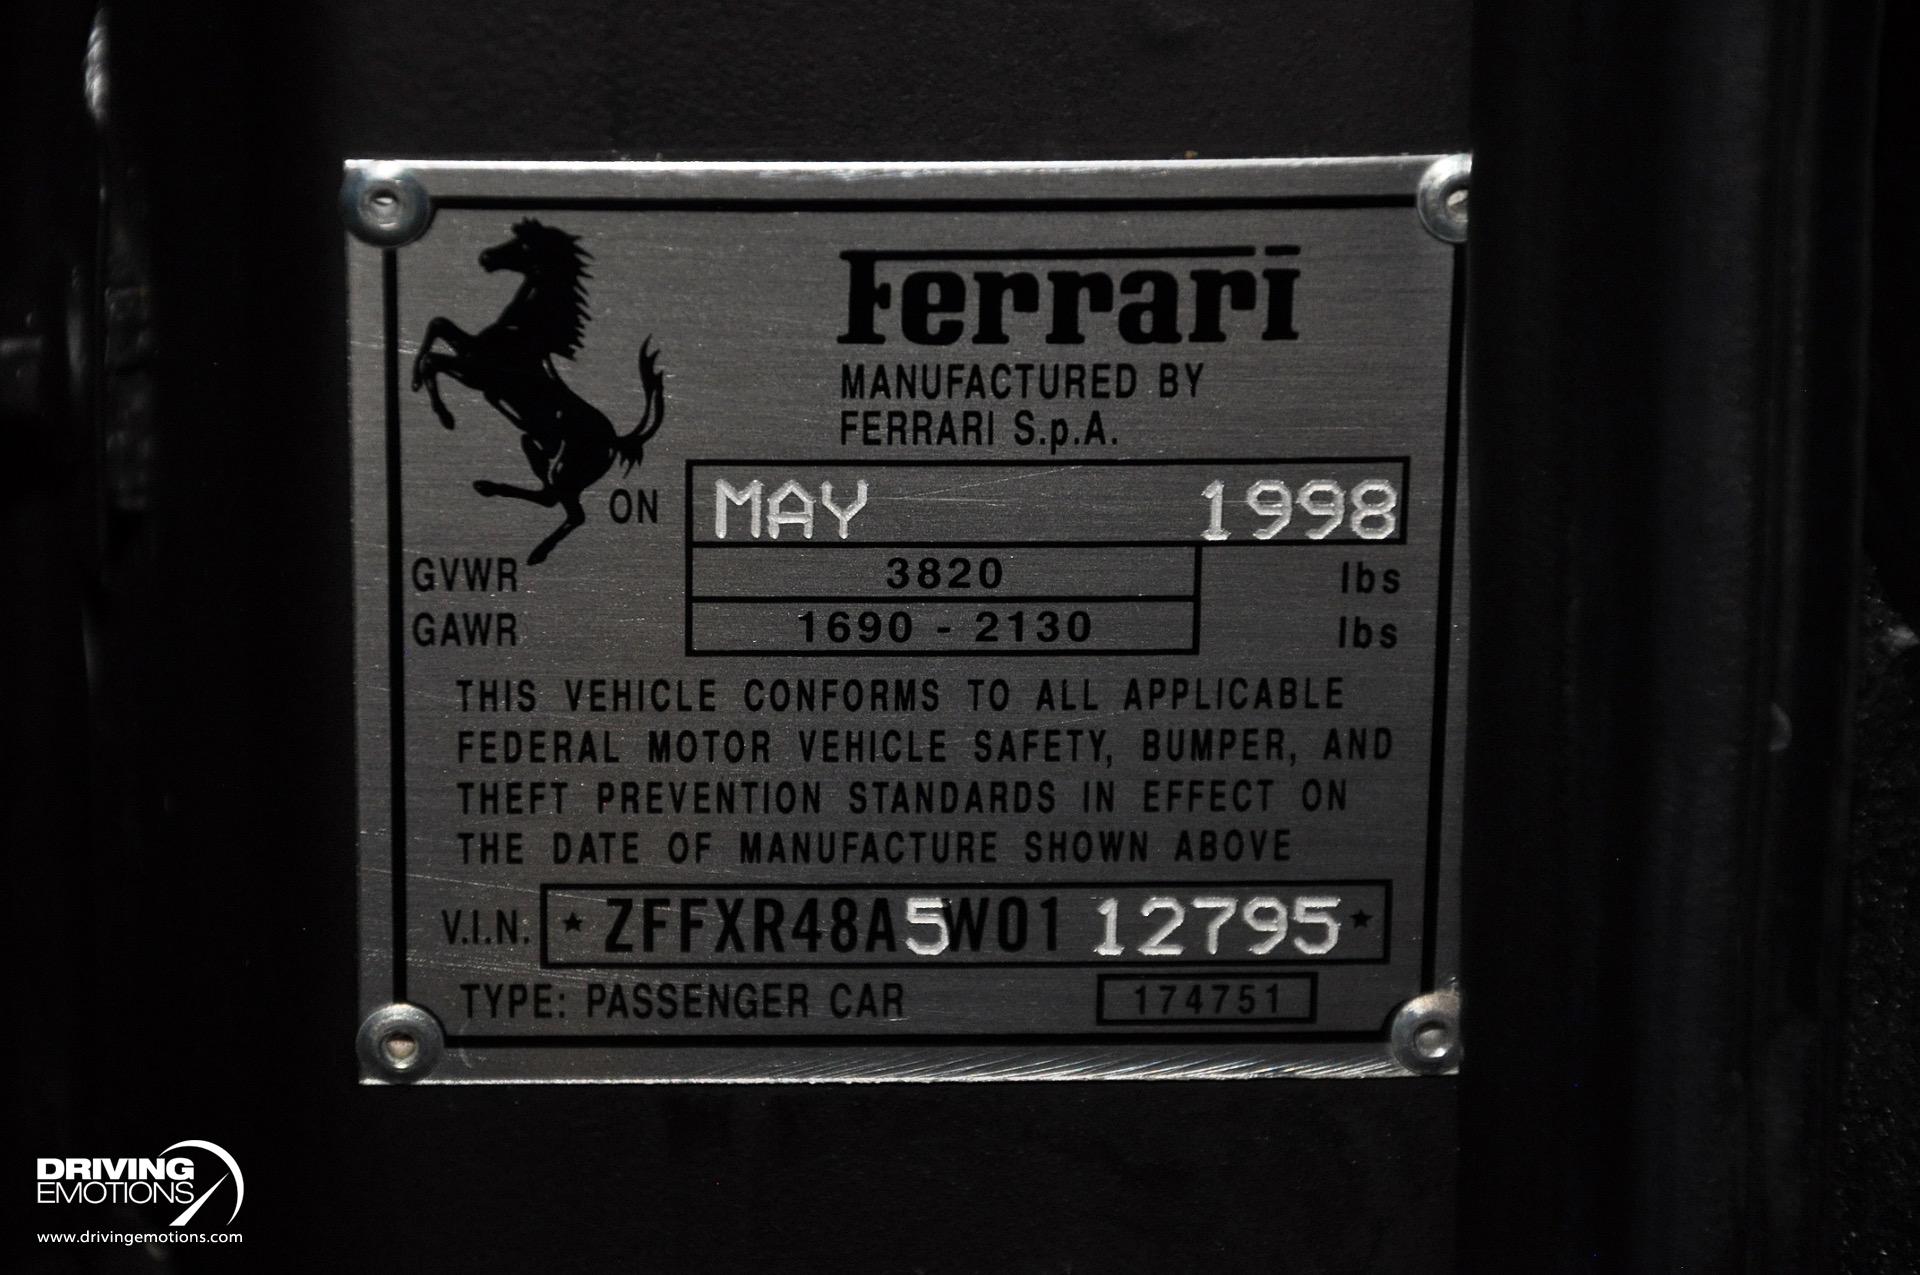 Ferrari
MANUFACTURED BY
FERRARI S.p.A.
ON MAY 1998
GVWR 3820 lbs
GAWR 1690 - 2130 lbs
THIS VEHICLE CONFORMS TO ALL APPLICABLE
FEDERAL MOTOR VEHICLE SAFETY, BUMPER, AND
THEFT PREVENTION STANDARDS IN EFFECT ON
THE DATE OF MANUFACTURE SHOWN ABOVE
V.I.N. ★ ZFFXR48A5W01 12795 ★
TYPE: PASSENGER CAR 174751
DRIVING
EMOTIONS
www.drivingemotions.com